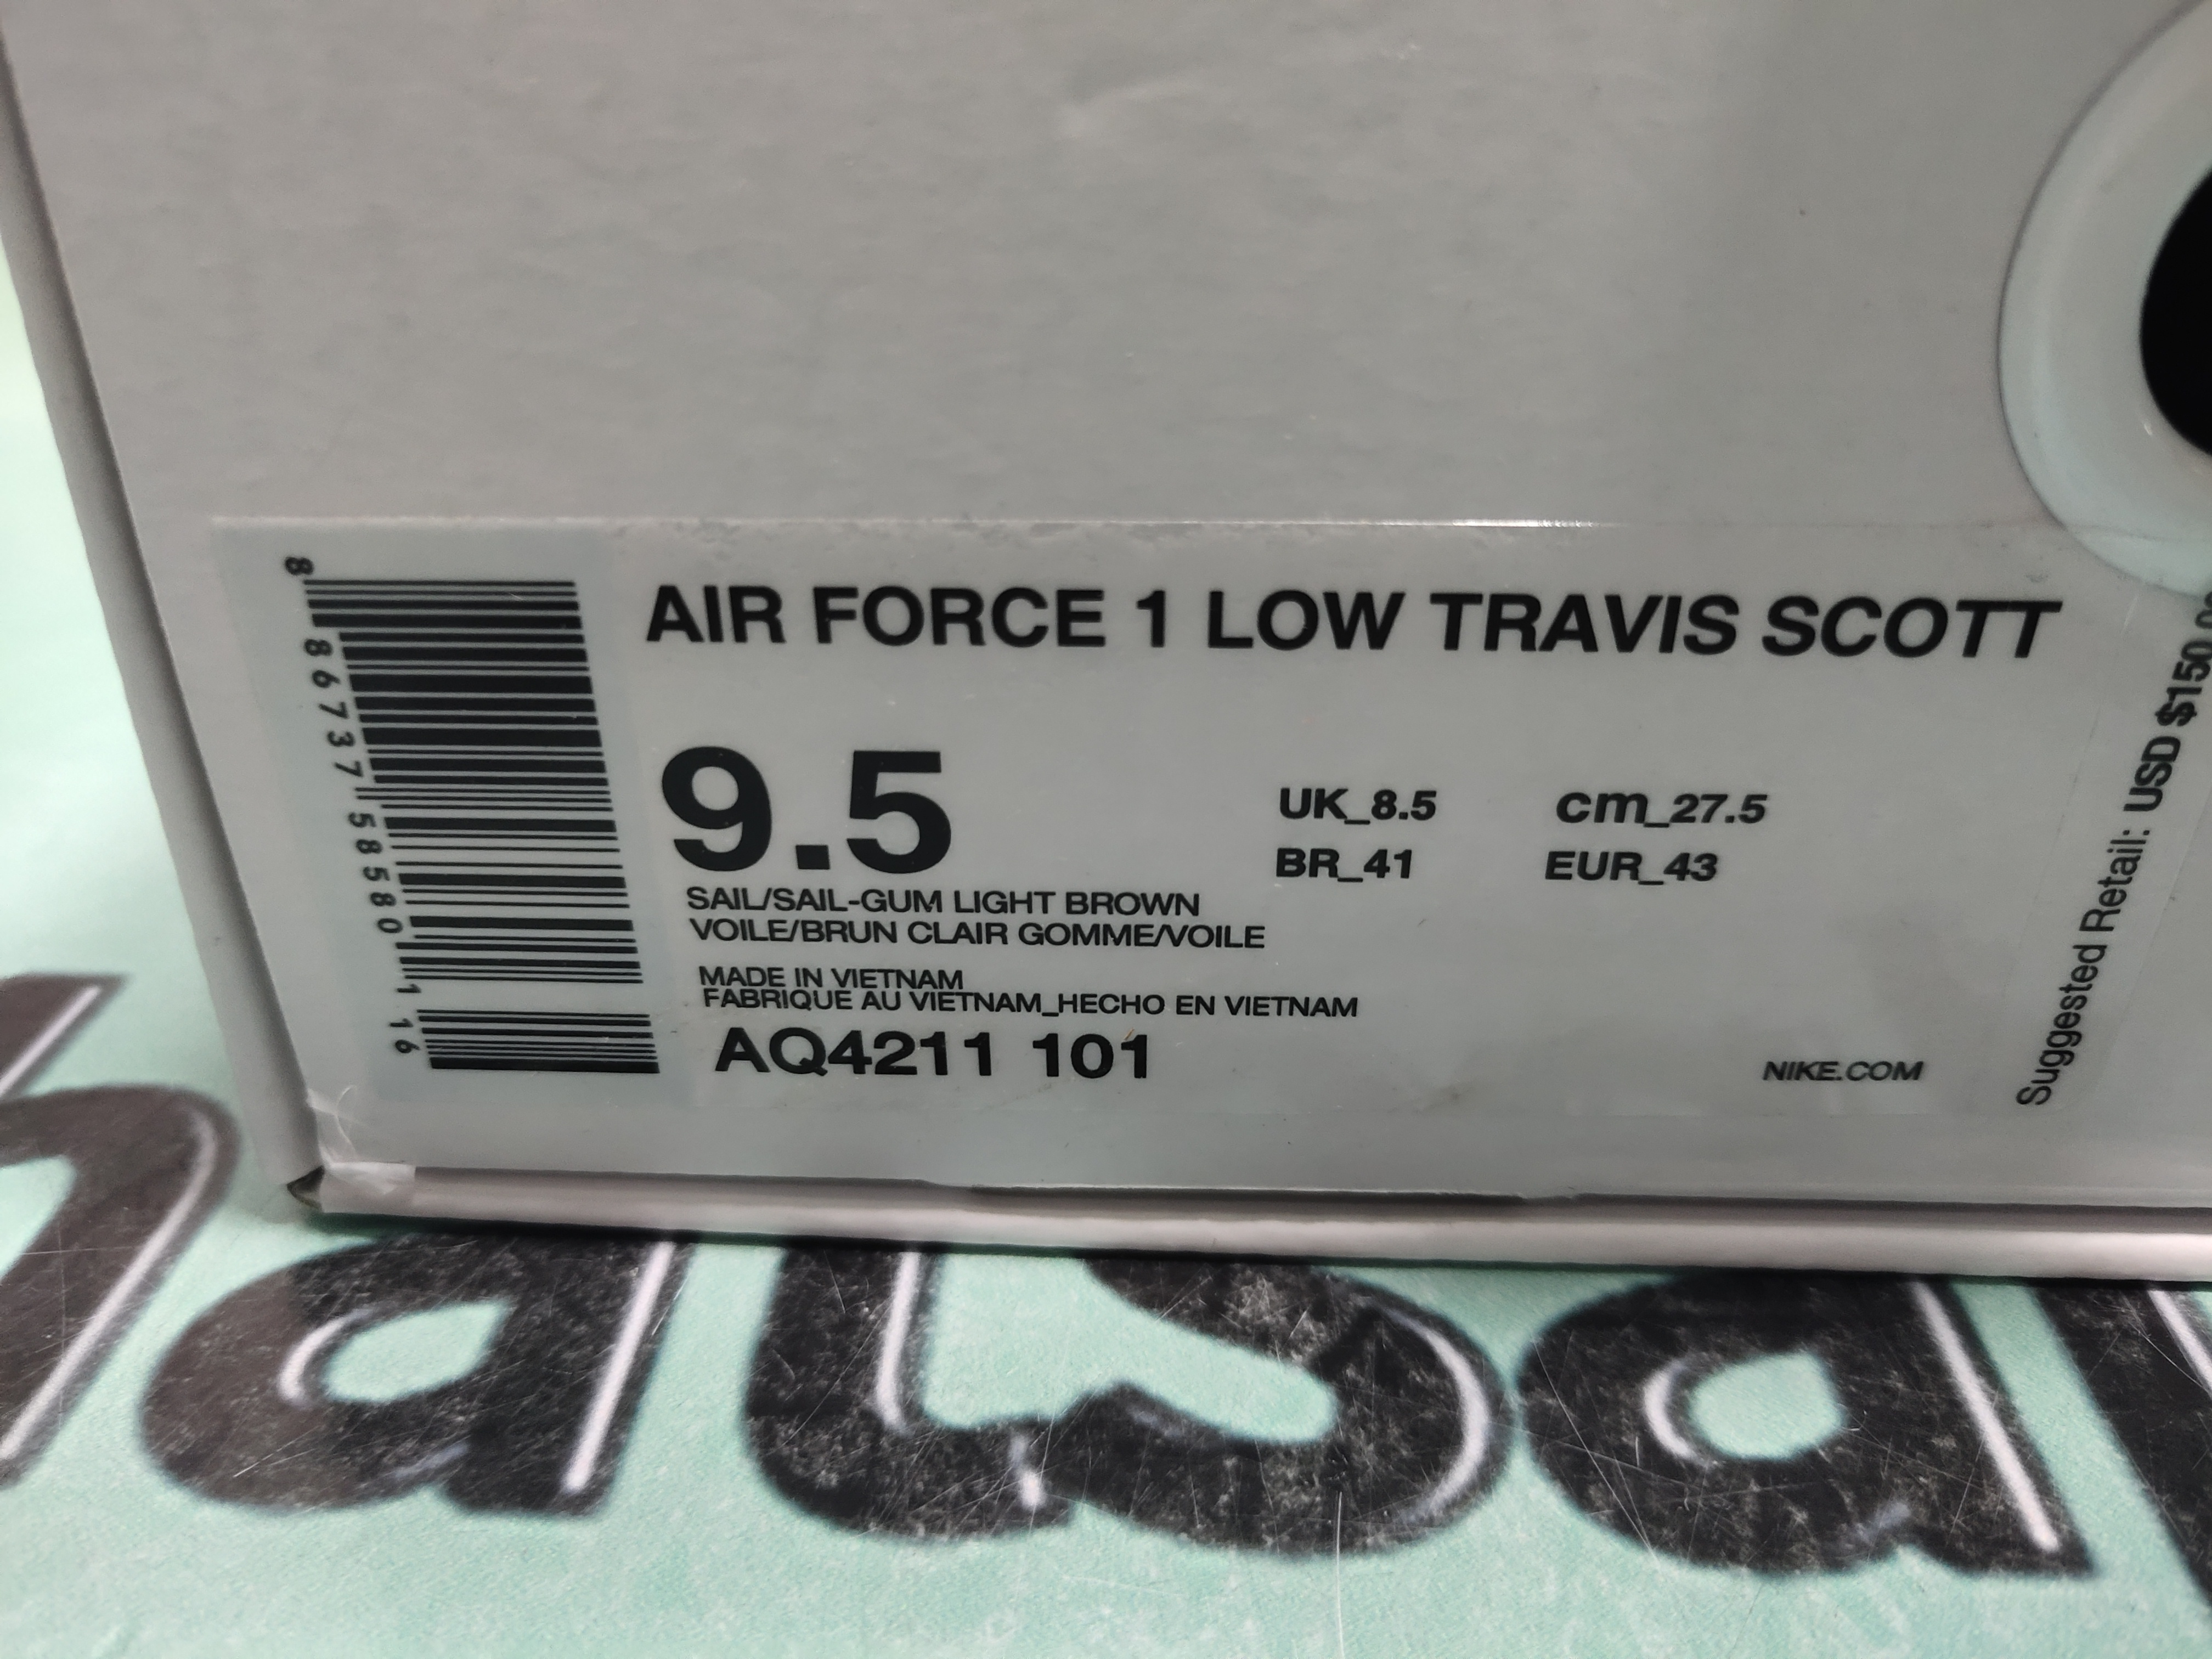 AIR FORCE 1 LOW TRAVIS SCOTT
9.5
UK_8.5 cm_27.5
BR_41 EUR_43
SAIL/SAIL-GUM LIGHT BROWN
VOILE/BRUN CLAIR GOMME/VOILE
MADE IN VIETNAM
FABRIQUE AU VIETNAM_HECHO EN VIETNAM
AQ4211 101
NIKE.COM
8 86737 58580 1 16
Suggested Retail: USD $150.0